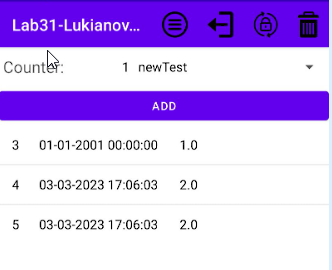 Lab31-Lukianov...
Counter: 1 newTest
ADD
3 01-01-2001 00:00:00 1.0
4 03-03-2023 17:06:03 2.0
5 03-03-2023 17:06:03 2.0